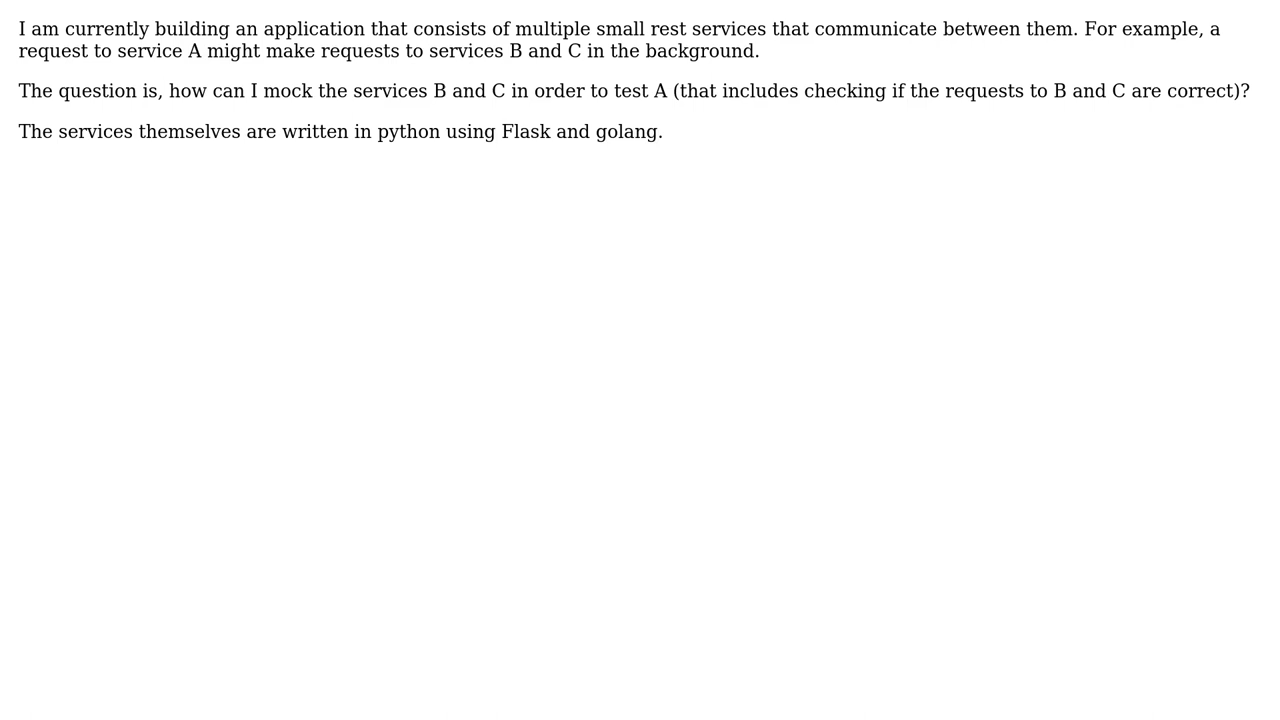 I am currently building an application that consists of multiple small rest services that communicate between them. For example, a
request to service A might make requests to services B and C in the background.
The question is, how can I mock the services B and C in order to test A (that includes checking if the requests to B and C are correct)?
The services themselves are written in python using Flask and golang.